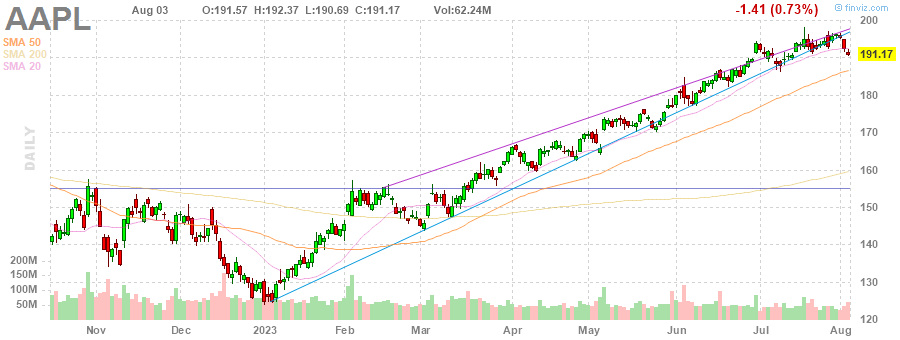 AAPL Aug 03 O:191.57 H:192.37 L:190.69 C:191.17 Vol:62.24M -1.41 (0.73%) © finviz.com
SMA 50
SMA 200
SMA 20
DAILY
200
191.17
180
170
160
150
140
130
120
200M
150M
100M
50M
Nov Dec 2023 Feb Mar Apr May Jun Jul Aug